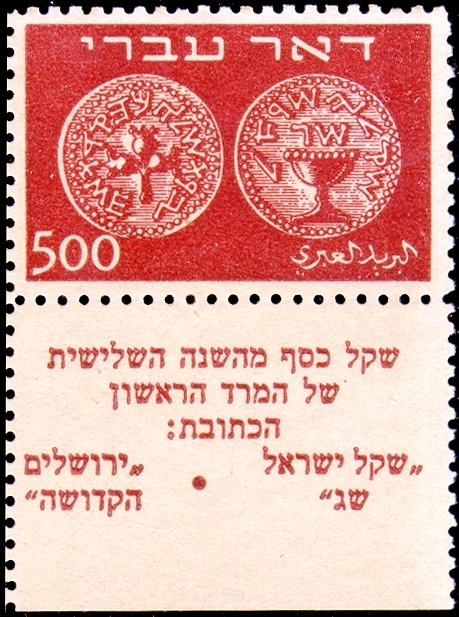 דאר עברי
500
البريد العبري
שקל כסף מהשנה השלישית
של המרד הראשון
הכתובת:
„שקל ישראל
שג“
„ירושלים
הקדושה“